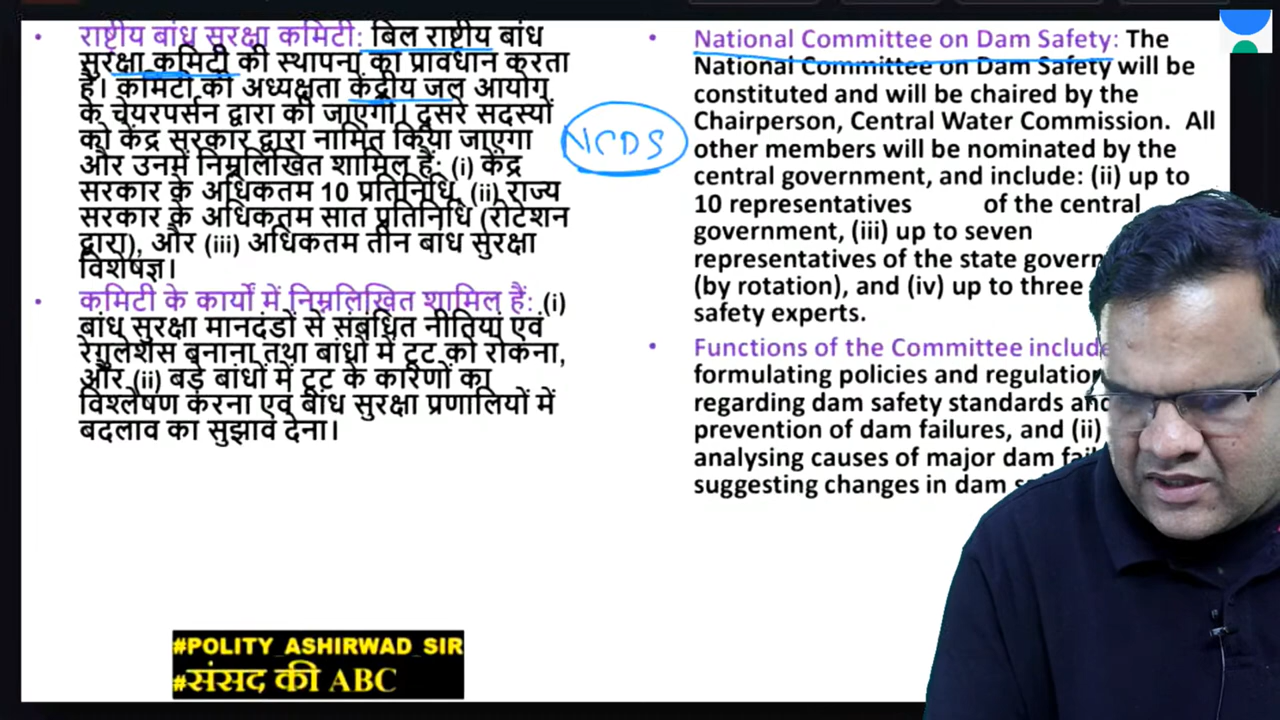 • राष्ट्रीय बांध सुरक्षा कमिटी: बिल राष्ट्रीय बांध
सुरक्षा कमिटी की स्थापना का प्रावधान करता
है। कमिटी की अध्यक्षता केंद्रीय जल आयोग
के चेयरपर्सन द्वारा की जाएगी। दूसरे सदस्यों
को केंद्र सरकार द्वारा नामित किया जाएगा
और उनमें निम्नलिखित शामिल हैं: (i) केंद्र
सरकार के अधिकतम 10 प्रतिनिधि, (ii) राज्य
सरकार के अधिकतम सात प्रतिनिधि (रोटेशन
द्वारा), और (iii) अधिकतम तीन बांध सुरक्षा
विशेषज्ञ।
• कमिटी के कार्यों में निम्नलिखित शामिल हैं: (i)
बांध सुरक्षा मानदंडों से संबंधित नीतियां एवं
रेगुलेशंस बनाना तथा बांधों में टूट को रोकना,
और (ii) बड़े बांधों में टूट के कारणों का
विश्लेषण करना एवं बांध सुरक्षा प्रणालियों में
बदलाव का सुझाव देना।
NCDS
• National Committee on Dam Safety: The
National Committee on Dam Safety will be
constituted and will be chaired by the
Chairperson, Central Water Commission. All
other members will be nominated by the
central government, and include: (ii) up to
10 representatives of the central
government, (iii) up to seven
representatives of the state govern
(by rotation), and (iv) up to three
safety experts.
• Functions of the Committee include
formulating policies and regulation
regarding dam safety standards and
prevention of dam failures, and (ii)
analysing causes of major dam fail
suggesting changes in dam
#POLITY_ASHIRWAD_SIR
#संसद की ABC